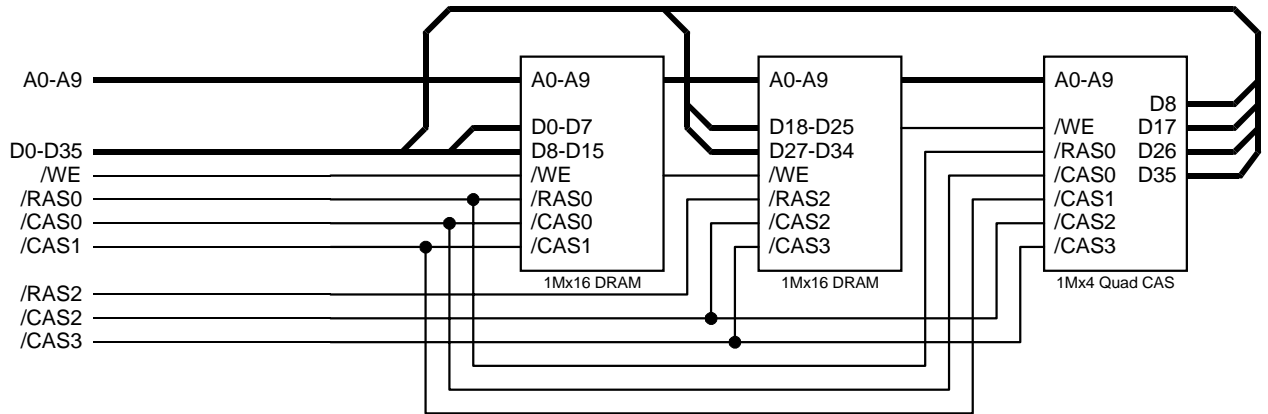 A0-A9
D0-D35
/WE
/RAS0
/CAS0
/CAS1
/RAS2
/CAS2
/CAS3
A0-A9
D0-D7
D8-D15
/WE
/RAS0
/CAS0
/CAS1
1Mx16 DRAM
A0-A9
D18-D25
D27-D34
/WE
/RAS2
/CAS2
/CAS3
1Mx16 DRAM
A0-A9
D8
/WE D17
/RAS0 D26
/CAS0 D35
/CAS1
/CAS2
/CAS3
1Mx4 Quad CAS